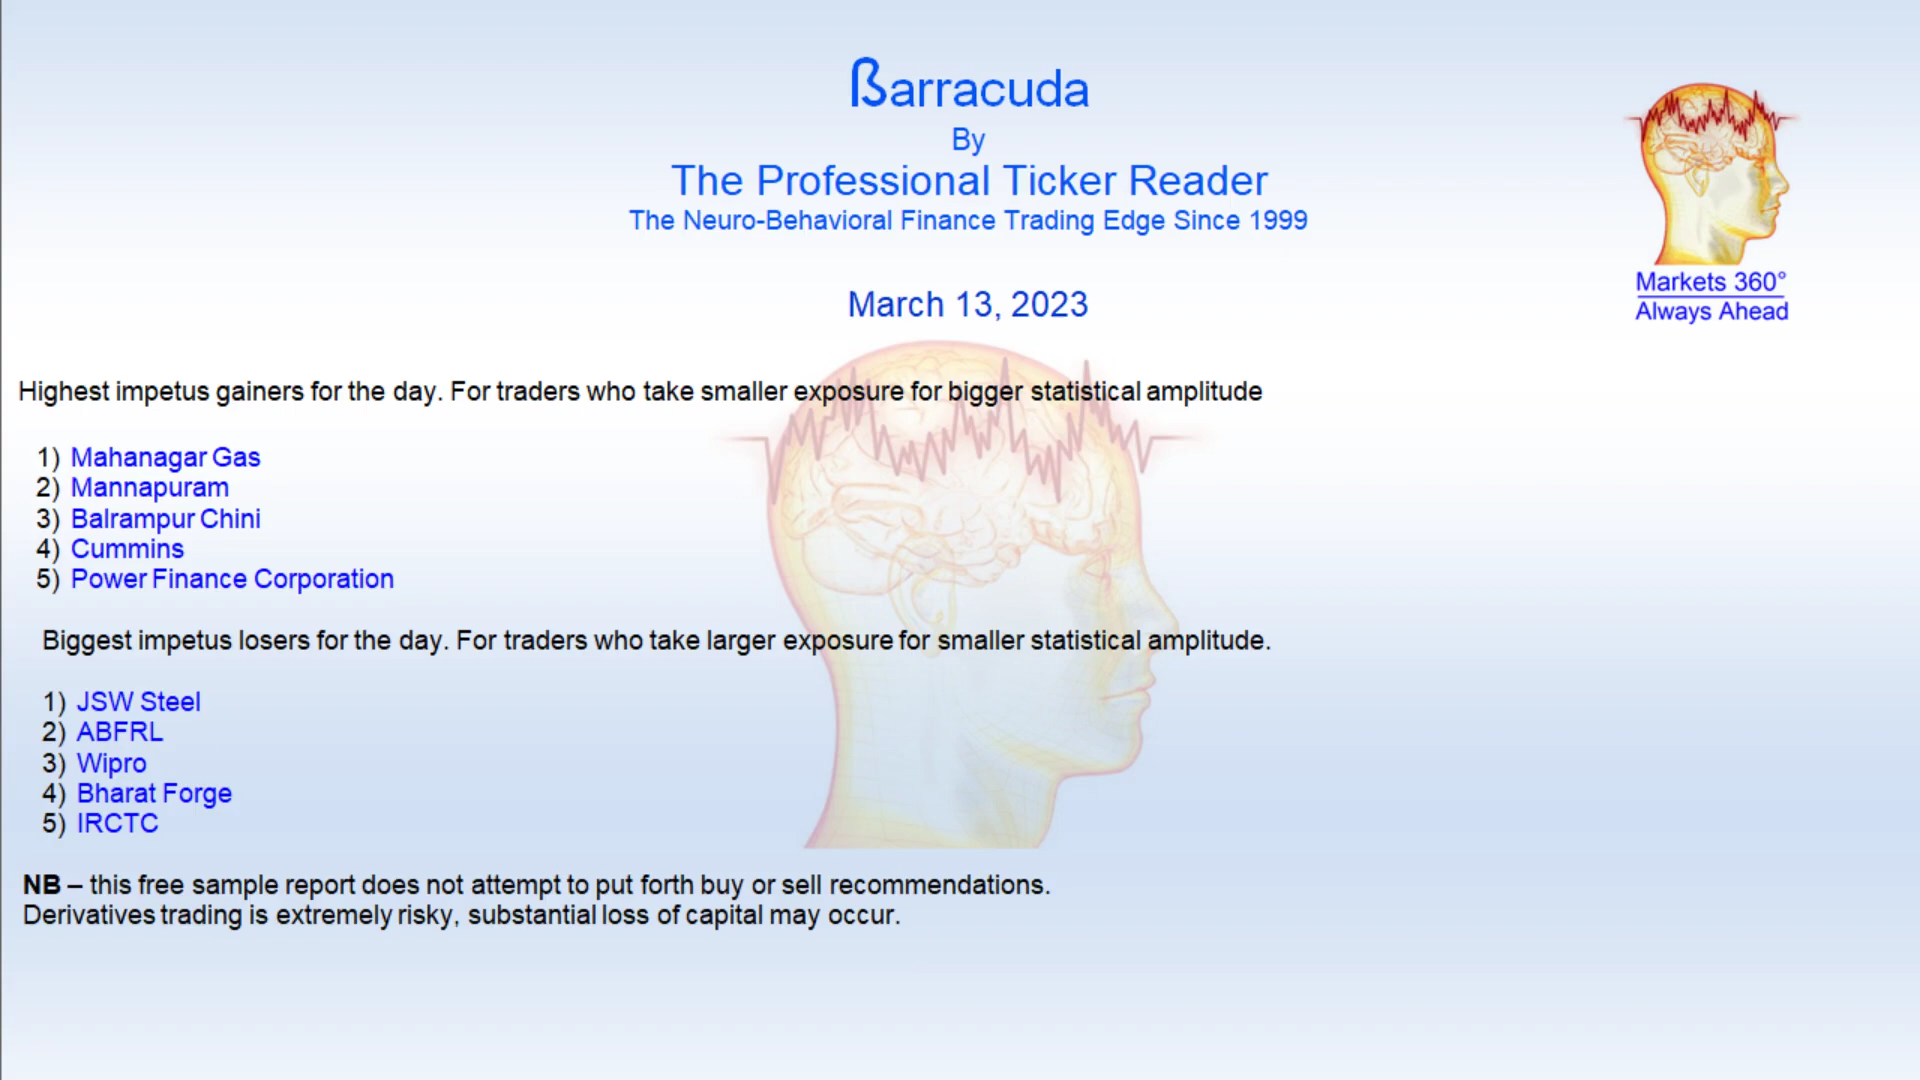 ßarracuda
By
The Professional Ticker Reader
The Neuro-Behavioral Finance Trading Edge Since 1999
Markets 360°
Always Ahead
March 13, 2023
Highest impetus gainers for the day. For traders who take smaller exposure for bigger statistical amplitude
1) Mahanagar Gas
2) Mannapuram
3) Balrampur Chini
4) Cummins
5) Power Finance Corporation
Biggest impetus losers for the day. For traders who take larger exposure for smaller statistical amplitude.
1) JSW Steel
2) ABFRL
3) Wipro
4) Bharat Forge
5) IRCTC
NB – this free sample report does not attempt to put forth buy or sell recommendations.
Derivatives trading is extremely risky, substantial loss of capital may occur.